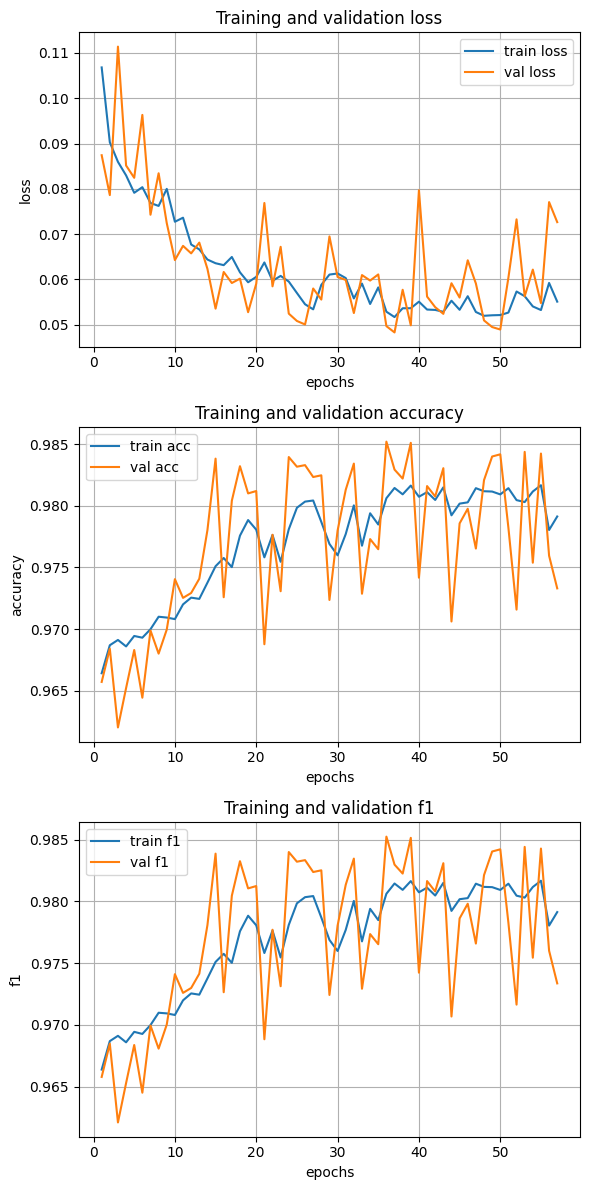 Training and validation loss
train loss
val loss
0.11
0.10
0.09
0.08
0.07
0.06
0.05
loss
0 10 20 30 40 50
epochs
Training and validation accuracy
train acc
val acc
0.985
0.980
0.975
0.970
0.965
accuracy
0 10 20 30 40 50
epochs
Training and validation f1
train f1
val f1
0.985
0.980
0.975
0.970
0.965
f1
0 10 20 30 40 50
epochs